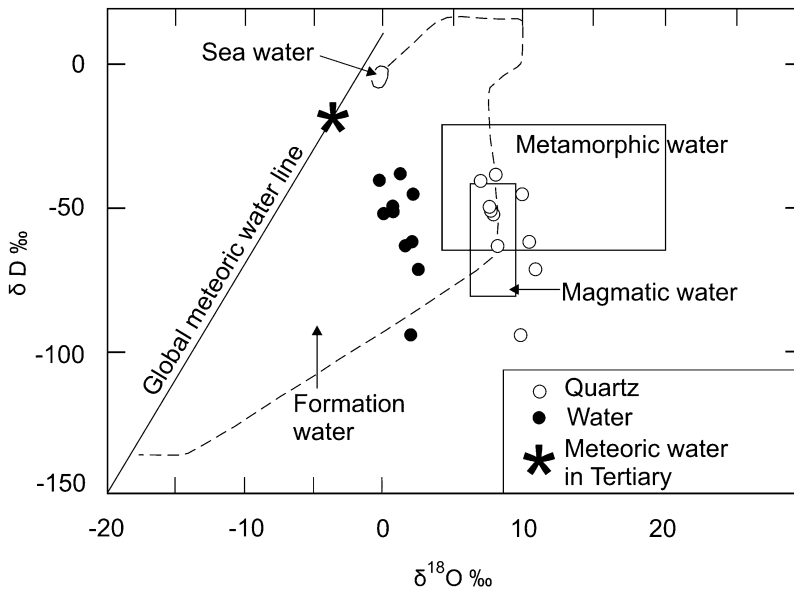 Sea water
0
Metamorphic water
-50
δ D ‰
Global meteoric water line
Magmatic water
-100
Formation
water
Quartz
Water
Meteoric water
in Tertiary
-150
-20
-10
0
10
20
δ18O ‰